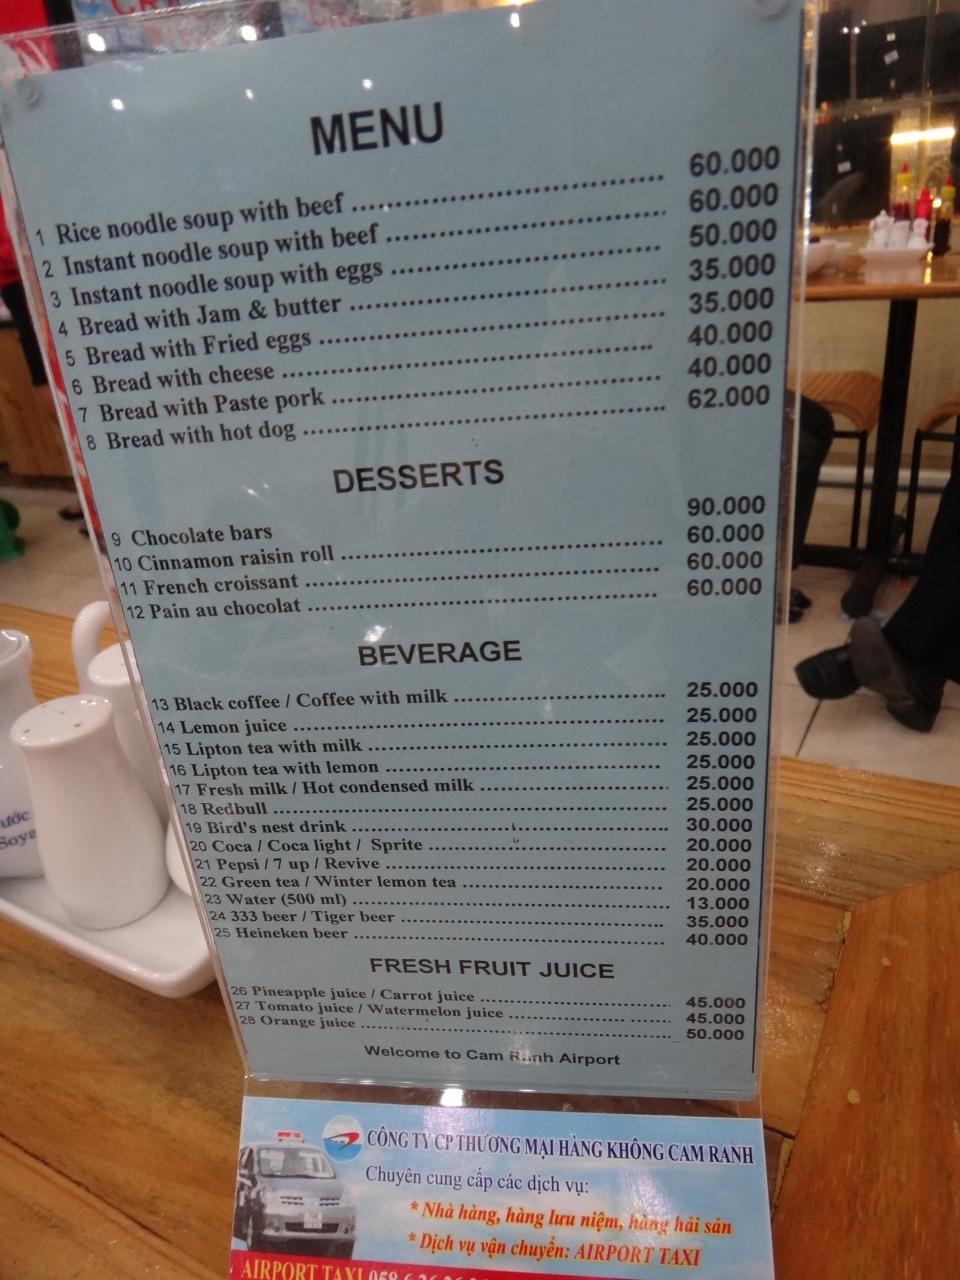 MENU
1 Rice noodle soup with beef ........................................ 60.000
2 Instant noodle soup with beef ........................................ 60.000
3 Instant noodle soup with eggs ........................................ 50.000
4 Bread with Jam & butter ........................................ 35.000
5 Bread with Fried eggs ........................................ 35.000
6 Bread with cheese ........................................ 40.000
7 Bread with Paste pork ........................................ 40.000
8 Bread with hot dog ........................................ 62.000
DESSERTS
9 Chocolate bars 90.000
10 Cinnamon raisin roll ........................................ 60.000
11 French croissant ........................................ 60.000
12 Pain au chocolat ........................................ 60.000
BEVERAGE
13 Black coffee / Coffee with milk ........................................ 25.000
14 Lemon juice ........................................ 25.000
15 Lipton tea with milk ........................................ 25.000
16 Lipton tea with lemon ........................................ 25.000
17 Fresh milk / Hot condensed milk ........................................ 25.000
18 Redbull ........................................ 25.000
19 Bird's nest drink ........................................ 30.000
20 Coca / Coca light / Sprite ........................................ 20.000
21 Pepsi / 7 up / Revive ........................................ 20.000
22 Green tea / Winter lemon tea ........................................ 20.000
23 Water (500 ml) ........................................ 13.000
24 333 beer / Tiger beer ........................................ 35.000
25 Heineken beer ........................................ 40.000
FRESH FRUIT JUICE
26 Pineapple juice / Carrot juice ........................................ 45.000
27 Tomato juice / Watermelon juice ........................................ 45.000
28 Orange juice ........................................ 50.000
Welcome to Cam Ranh Airport
AIRPORT TAXI
CÔNG TY CP THƯƠNG MẠI HÀNG KHÔNG CAM RANH
Chuyên cung cấp các dịch vụ:
* Nhà hàng, hàng lưu niệm, hàng hải sản
* Dịch vụ vận chuyển: AIRPORT TAXI
AIRPORT TAXI 058 6 26 26